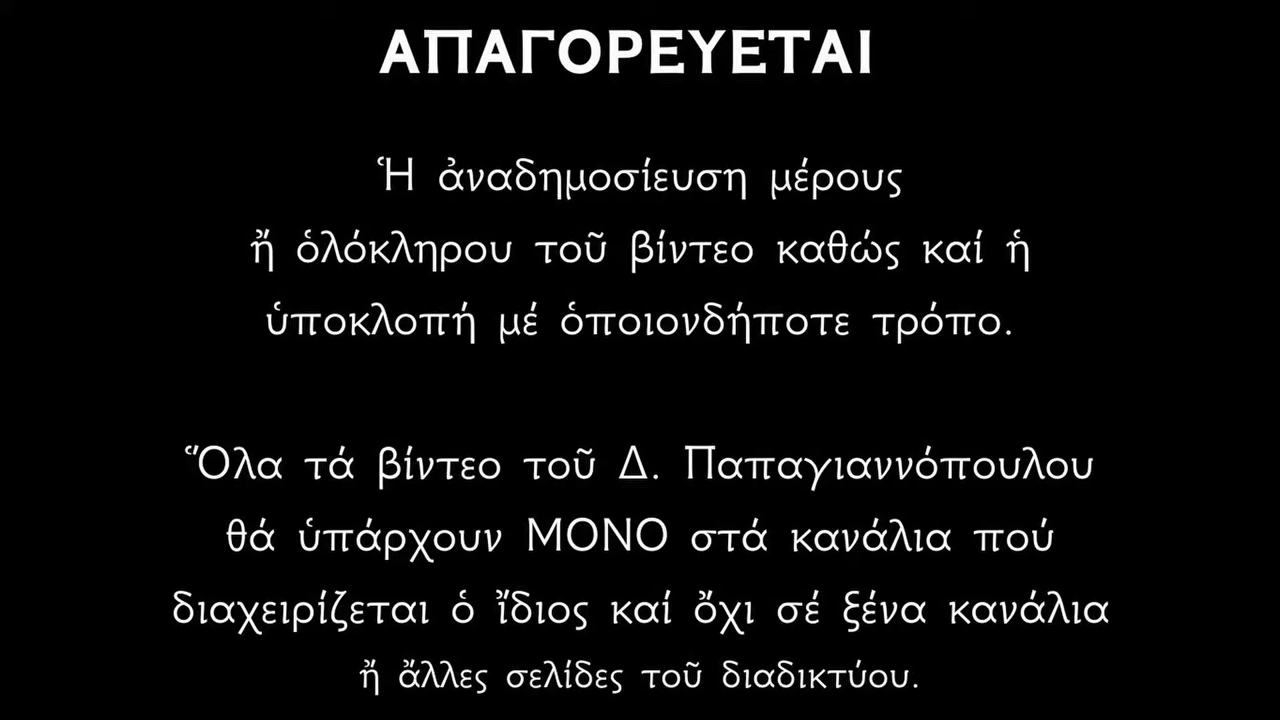 ΑΠΑΓΟΡΕΥΕΤΑΙ
Ἡ ἀναδημοσίευση μέρους
ἤ ὁλόκληρου τοῦ βίντεο καθώς καί ἡ
ὑποκλοπή μέ ὁποιονδήποτε τρόπο.
Ὅλα τά βίντεο τοῦ Δ. Παπαγιαννόπουλου
θά ὑπάρχουν ΜΟΝΟ στά κανάλια πού
διαχειρίζεται ὁ ἴδιος καί ὄχι σέ ξένα κανάλια
ἤ ἄλλες σελίδες τοῦ διαδικτύου.